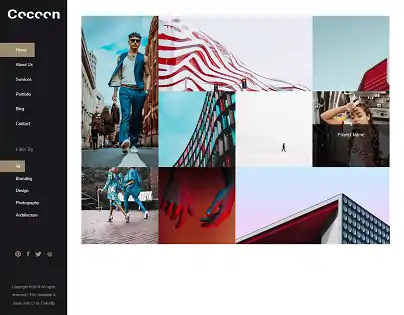 Cocoon
Home
About Us
Services
Portfolio
Blog
Contact
Filter By
All
Branding
Design
Photography
Architecture
Project Name
Copyright ©2019 All rights
reserved | This template is
made with ♡ by Colorlib